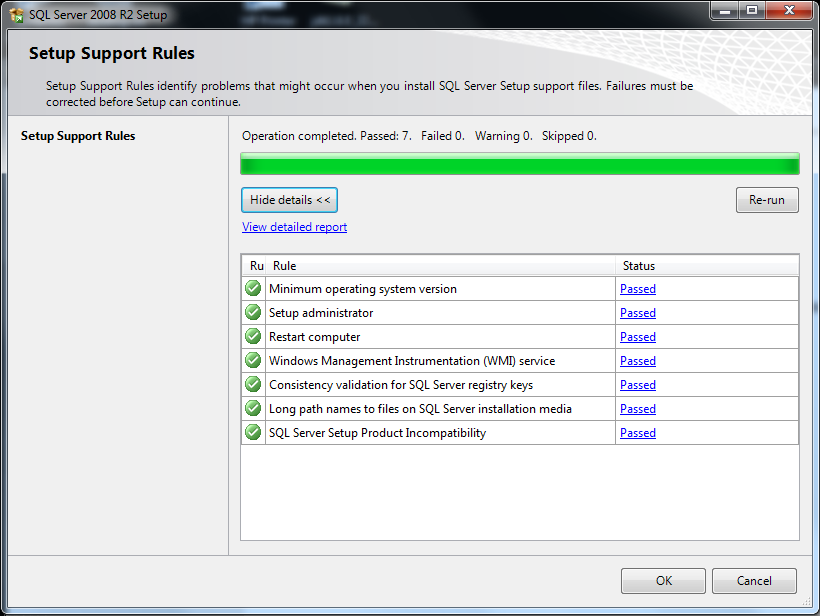 SQL Server 2008 R2 Setup
Setup Support Rules
Setup Support Rules identify problems that might occur when you install SQL Server Setup support files. Failures must be
corrected before Setup can continue.
Setup Support Rules
Operation completed. Passed: 7. Failed 0. Warning 0. Skipped 0.
Hide details <<
Re-run
View detailed report
Ru Rule Status
Minimum operating system version Passed
Setup administrator Passed
Restart computer Passed
Windows Management Instrumentation (WMI) service Passed
Consistency validation for SQL Server registry keys Passed
Long path names to files on SQL Server installation media Passed
SQL Server Setup Product Incompatibility Passed
OK Cancel